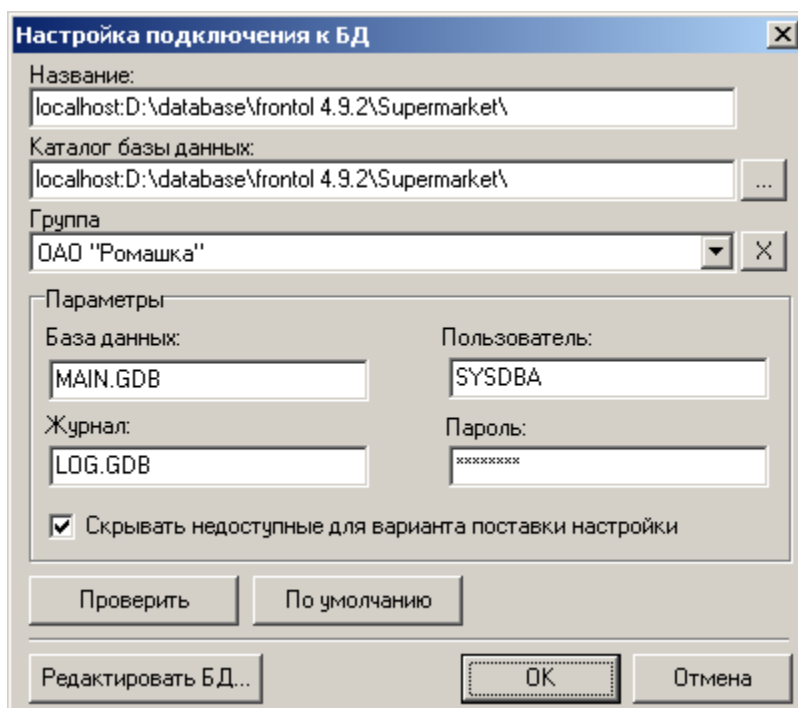 Настройка подключения к БД
Название:
localhost:D:\database\frontol 4.9.2\Supermarket\
Каталог базы данных:
localhost:D:\database\frontol 4.9.2\Supermarket\
...
Группа
ОАО "Ромашка"
X
Параметры
База данных:
Пользователь:
MAIN.GDB
SYSDBA
Журнал:
Пароль:
LOG.GDB
********
Скрывать недоступные для варианта поставки настройки
Проверить
По умолчанию
Редактировать БД...
OK
Отмена